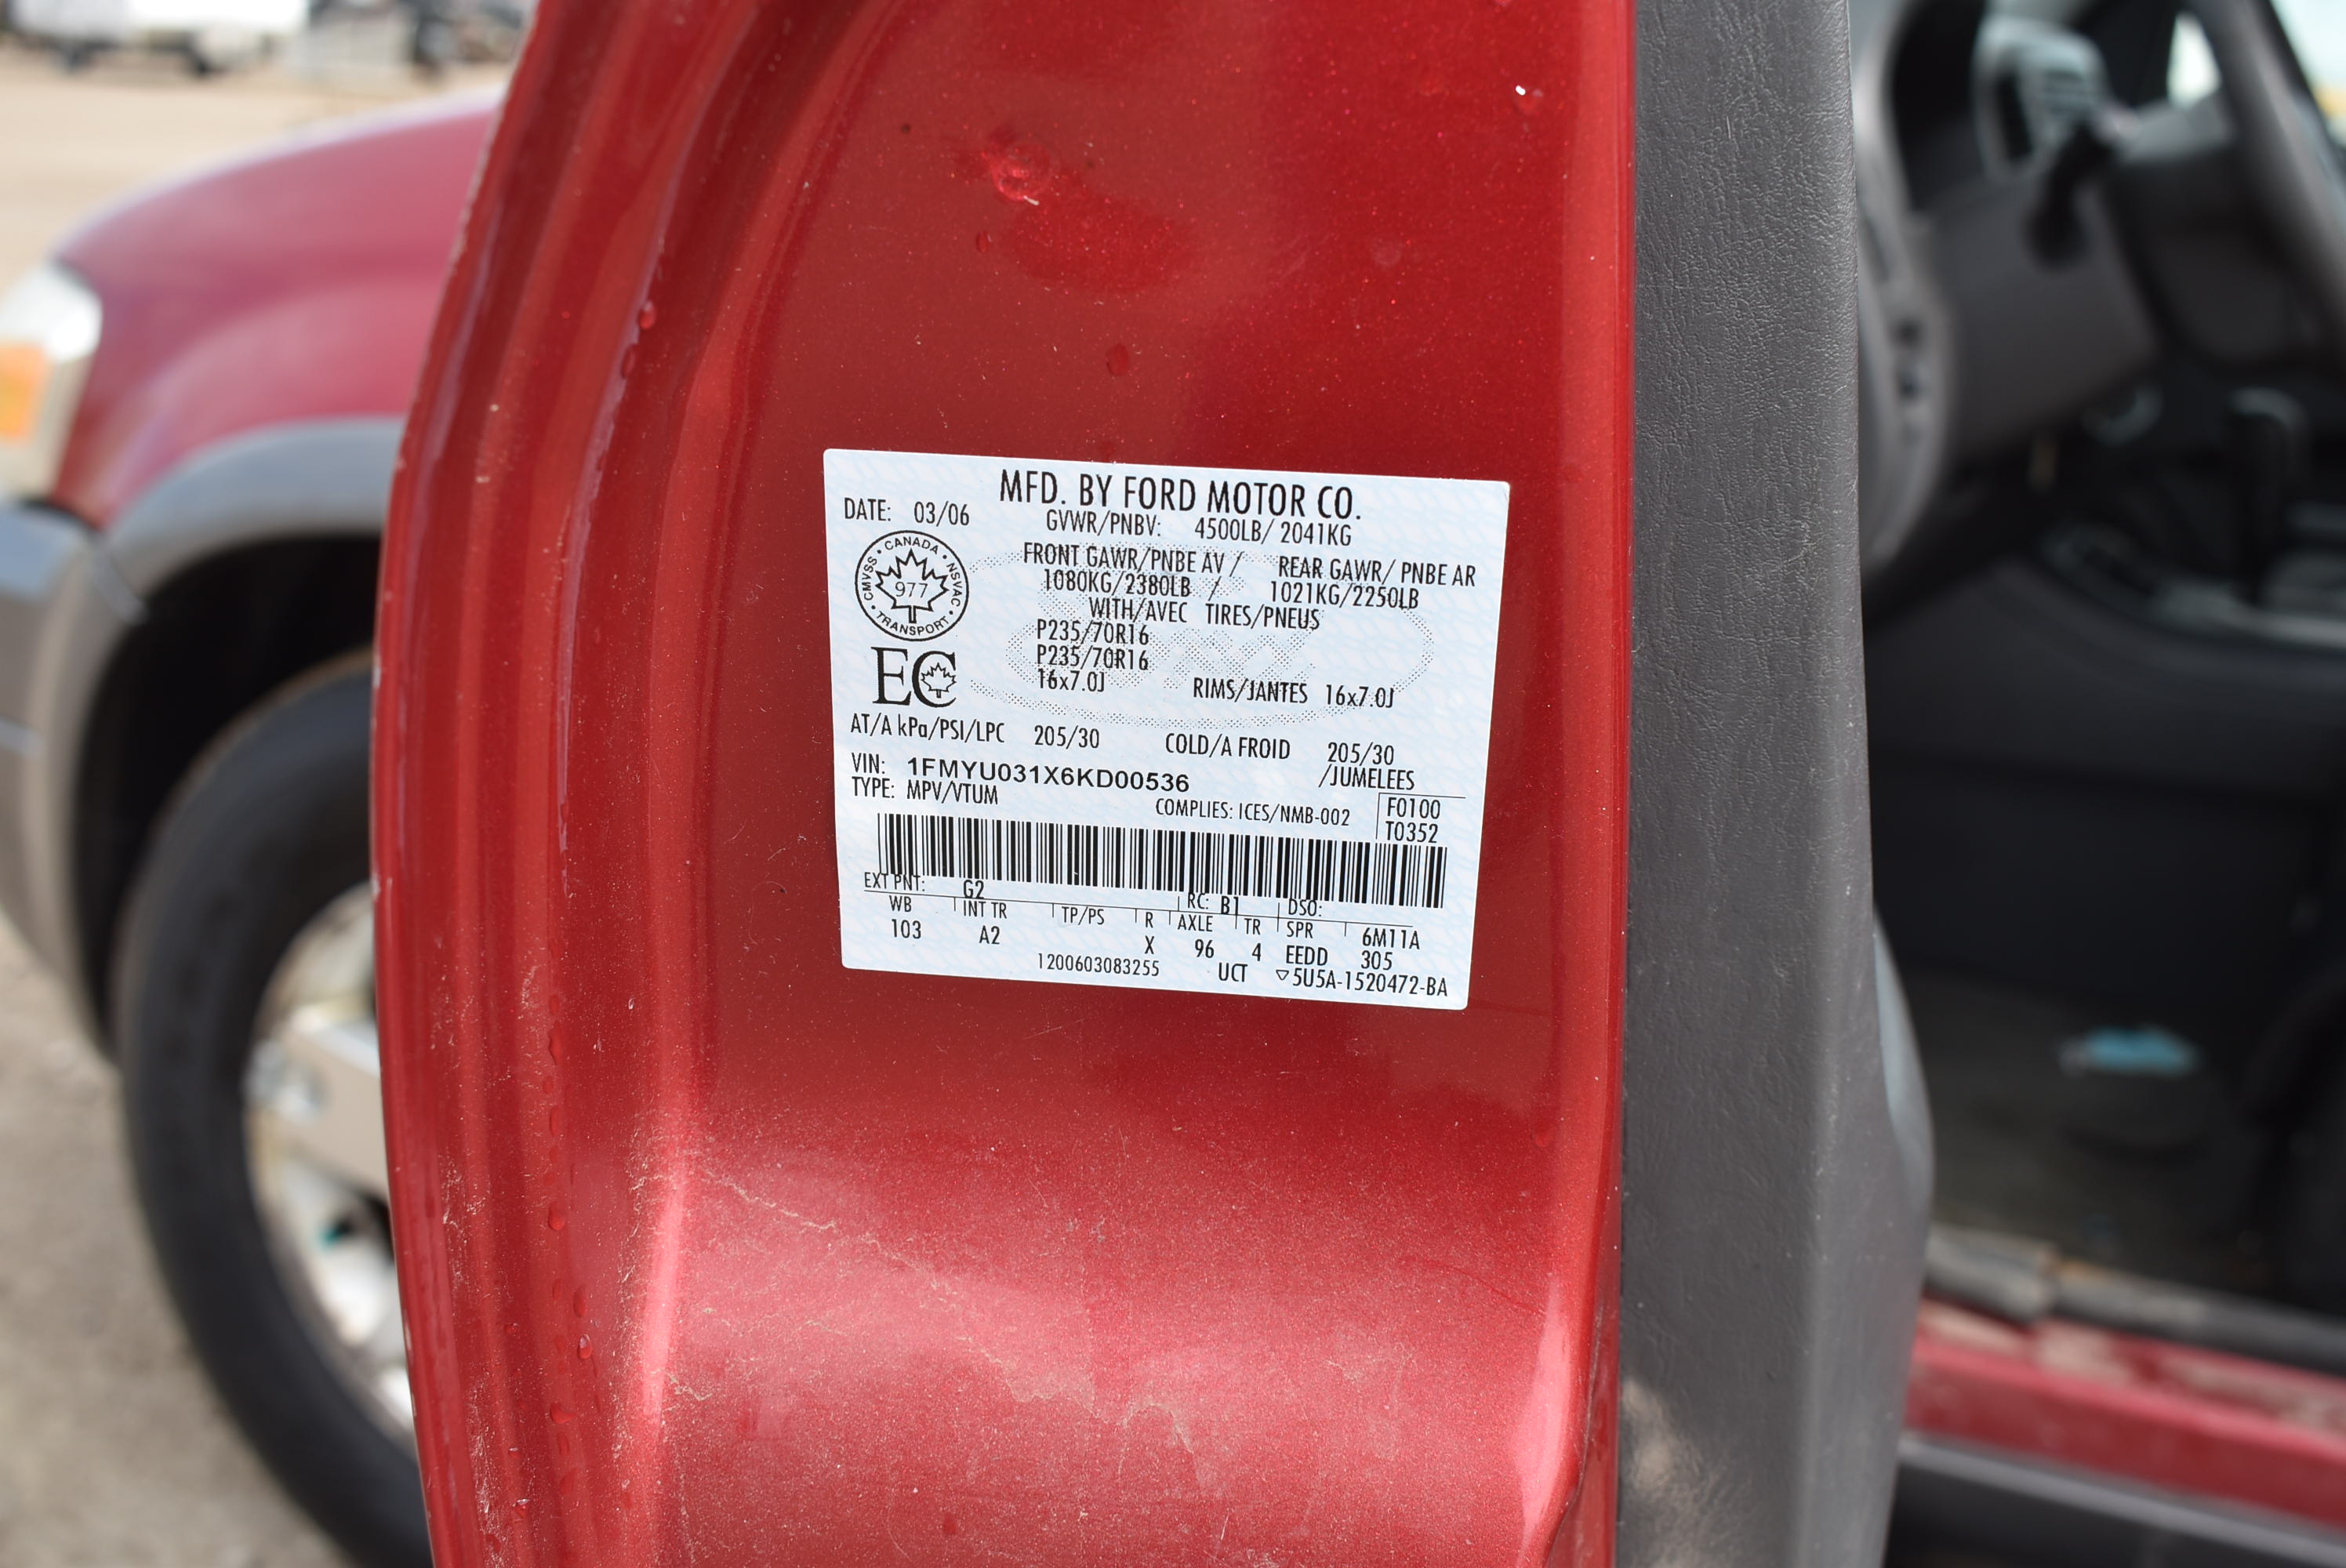 MFD. BY FORD MOTOR CO.
DATE: 03/06 GVWR/PNBV: 4500LB/ 2041KG
FRONT GAWR/PNBE AV / REAR GAWR/ PNBE AR
1080KG/2380LB / 1021KG/2250LB
WITH/AVEC TIRES/PNEUS
P235/70R16
P235/70R16
16x7.0J RIMS/JANTES 16x7.0J
CANADA • NSVAC • TRANSPORT • CMVSS •
977
EC
AT/A kPa/PSI/LPC 205/30 COLD/A FROID 205/30
VIN: 1FMYU031X6KD00536 /JUMELEES
TYPE: MPV/VTUM COMPLIES: ICES/NMB-002 F0100
T0352
EXT PNT: G2 RC: B1 DSO:
WB INT TR TP/PS R AXLE TR SPR 6M11A
103 A2 X 96 4 EEDD 305
1200603083255 UCT ▽5U5A-1520472-BA